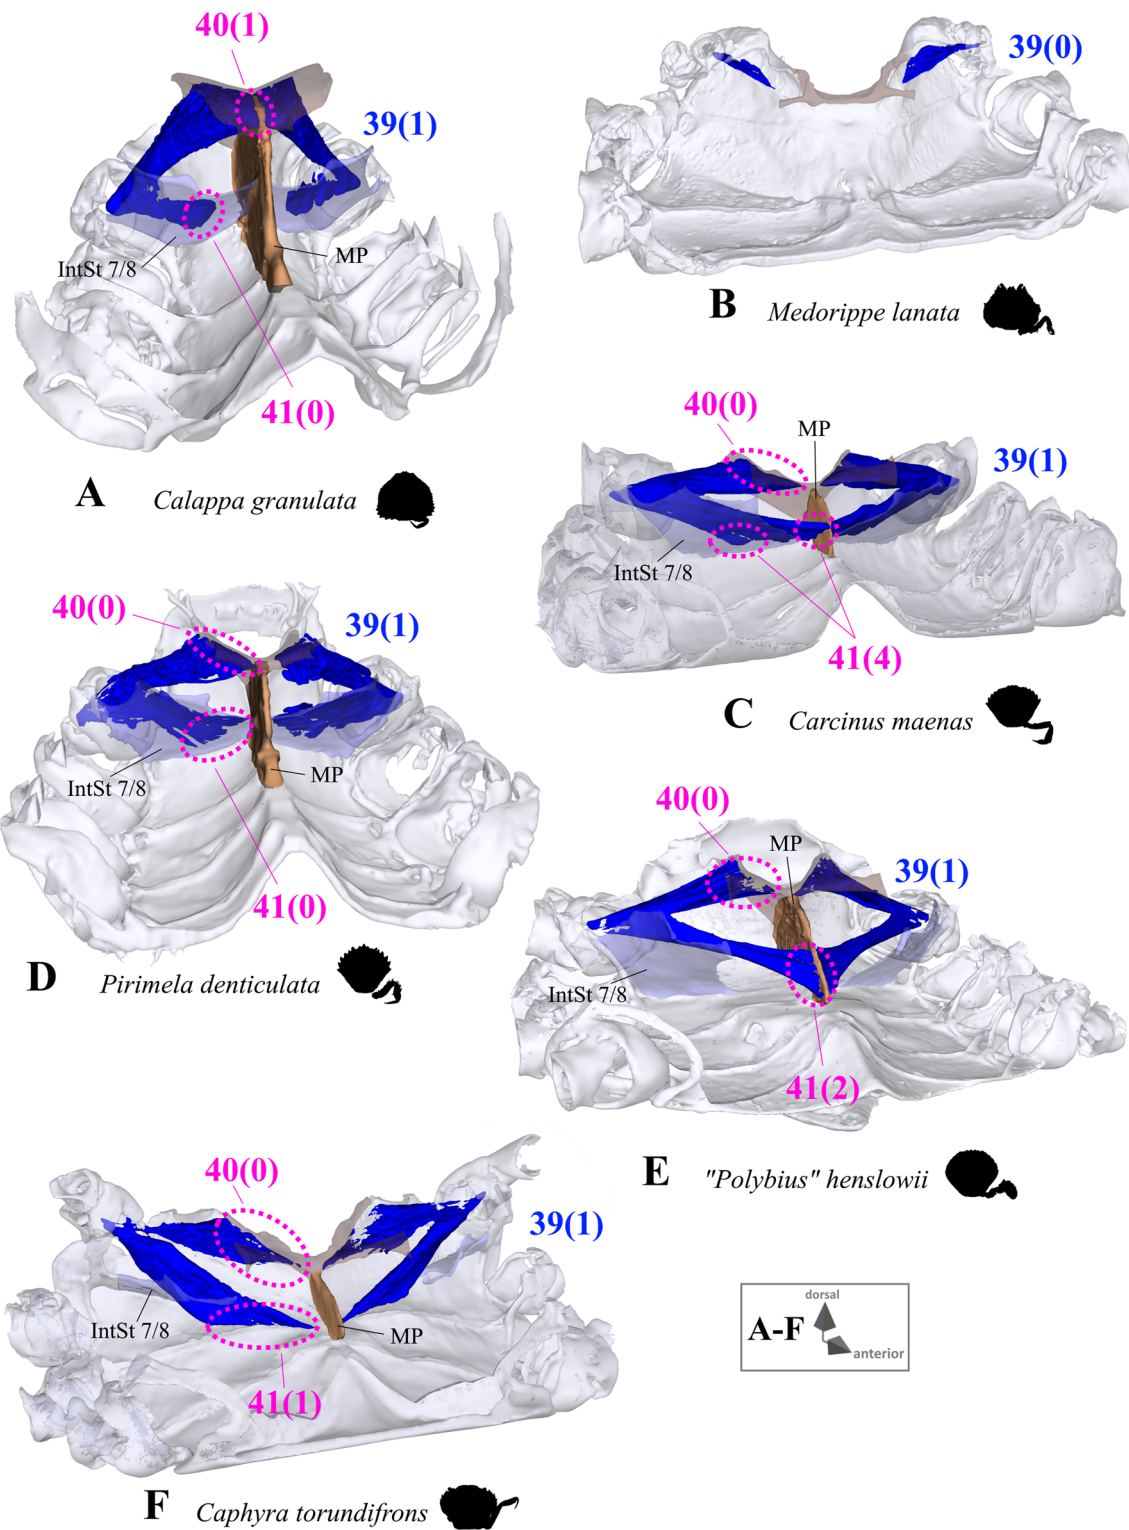 40(1)
39(1)
IntSt 7/8
MP
41(0)
A
Calappa granulata
39(0)
B
Medorippe lanata
40(0)
MP
39(1)
IntSt 7/8
41(4)
C
Carcinus maenas
40(0)
39(1)
IntSt 7/8
MP
41(0)
D
Pirimela denticulata
40(0)
MP
39(1)
IntSt 7/8
41(2)
E
"Polybius" henslowii
40(0)
39(1)
IntSt 7/8
MP
41(1)
F
Caphyra torundifrons
dorsal
A-F
anterior